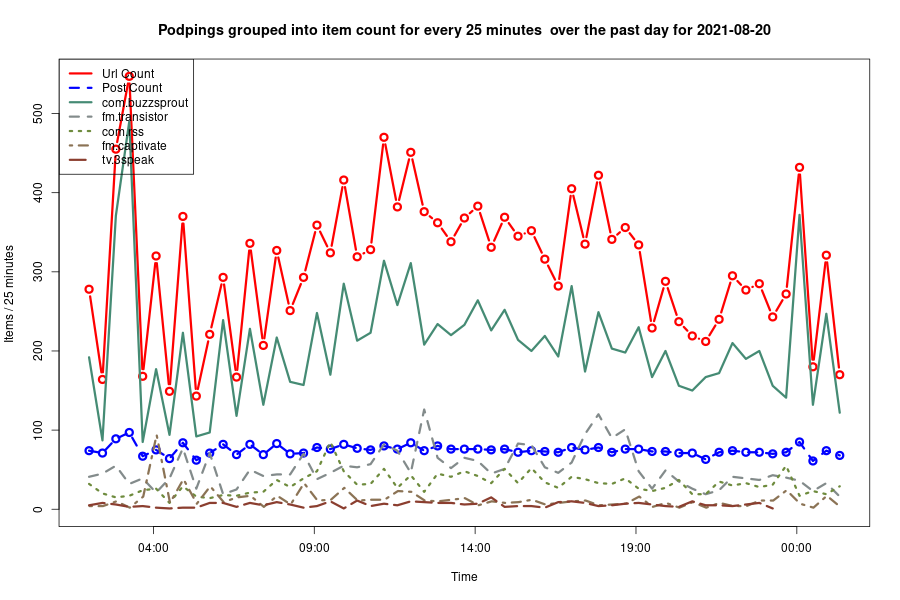 Podpings grouped into item count for every 25 minutes  over the past day for 2021-08-20
Url Count
Post Count
com.buzzsprout
fm.transistor
com.rss
fm.captivate
tv.3speak
Items / 25 minutes
500
400
300
200
100
0
04:00
09:00
14:00
19:00
00:00
Time